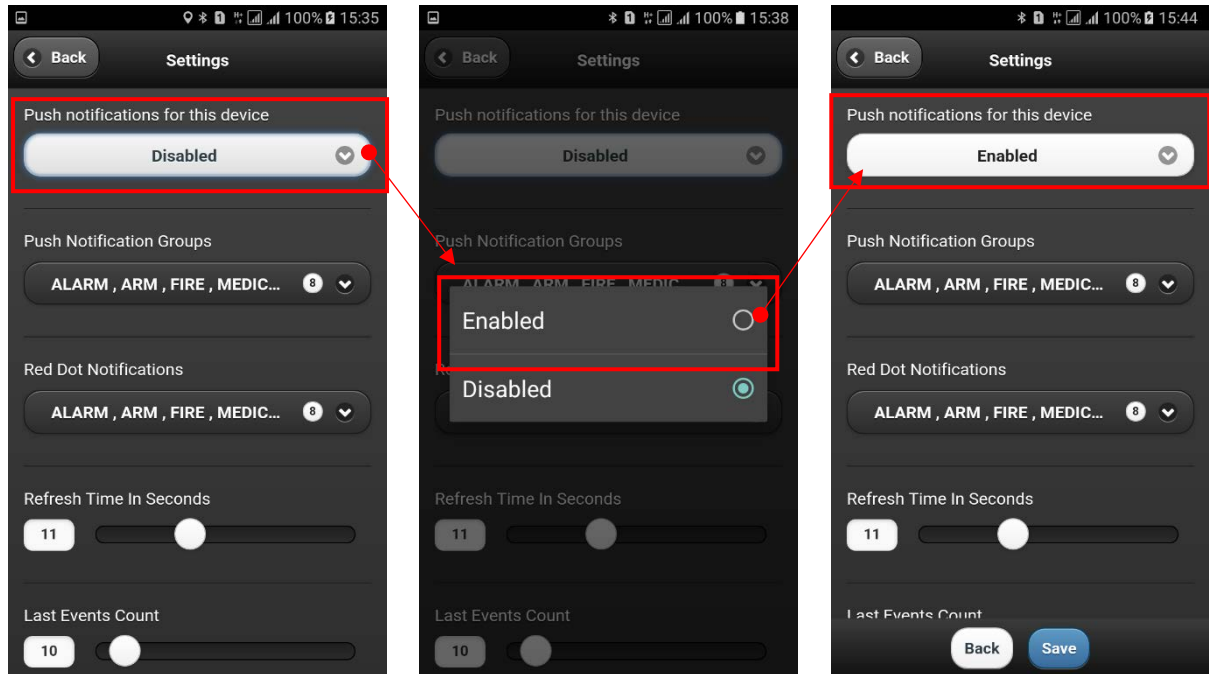 100% 15:35
Back
Settings
Push notifications for this device
Disabled
Push Notification Groups
ALARM , ARM , FIRE , MEDIC... 8
Red Dot Notifications
ALARM , ARM , FIRE , MEDIC... 8
Refresh Time In Seconds
11
Last Events Count
10
100% 15:38
Back
Settings
Push notifications for this device
Disabled
Push Notification Groups
ALARM , ARM , FIRE , MEDIC... 8
Enabled
Disabled
Refresh Time In Seconds
11
Last Events Count
10
100% 15:44
Back
Settings
Push notifications for this device
Enabled
Push Notification Groups
ALARM , ARM , FIRE , MEDIC... 8
Red Dot Notifications
ALARM , ARM , FIRE , MEDIC... 8
Refresh Time In Seconds
11
Last Events Count
Back Save